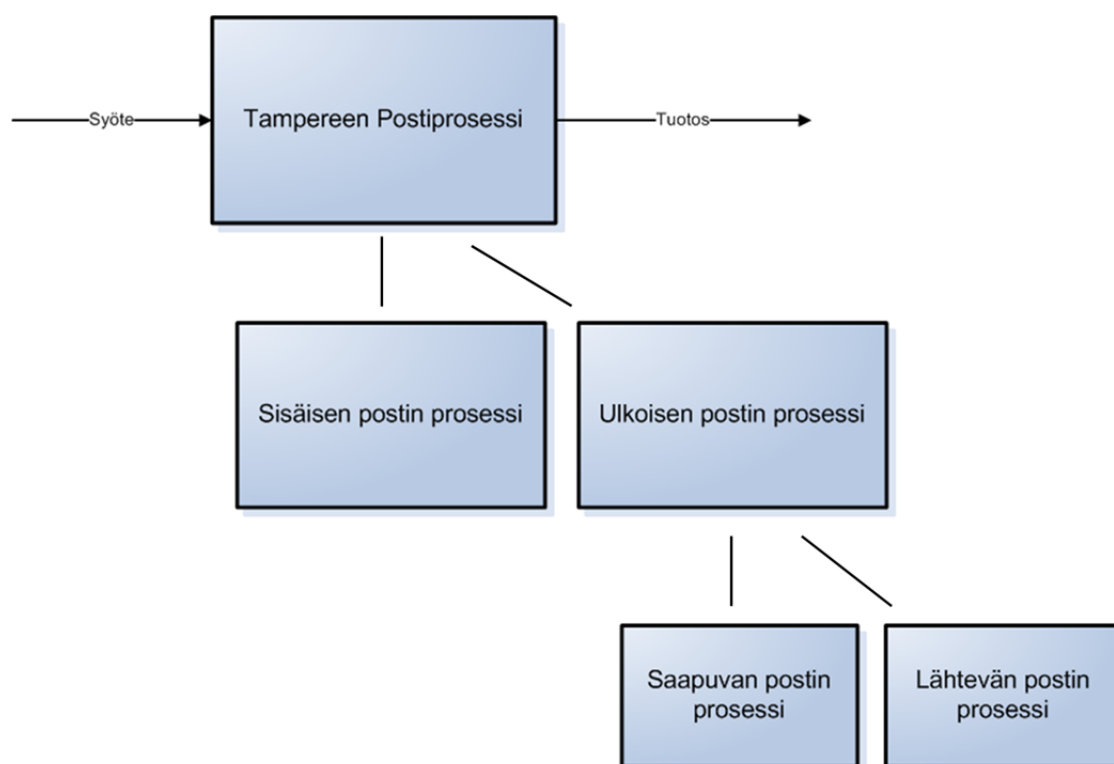 Syöte
Tampereen Postiprosessi
Tuotos
Sisäisen postin prosessi
Ulkoisen postin prosessi
Saapuvan postin
prosessi
Lähtevän postin
prosessi